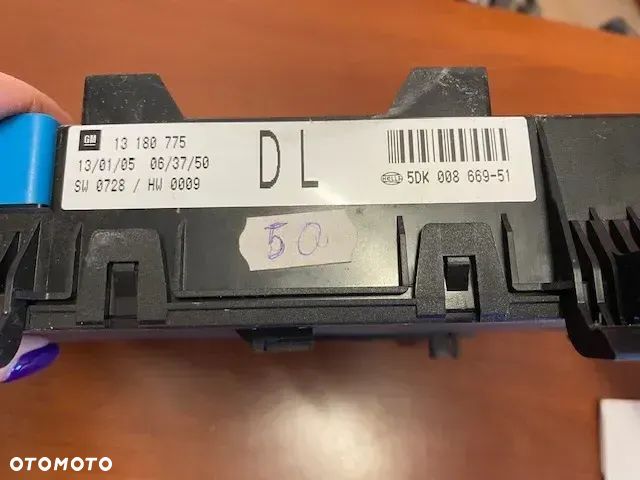 GM 13 180 775
13/01/05 06/37/50
SW 0728 / HW 0009
DL
HELLA 5DK 008 669-51
50
OTOMOTO